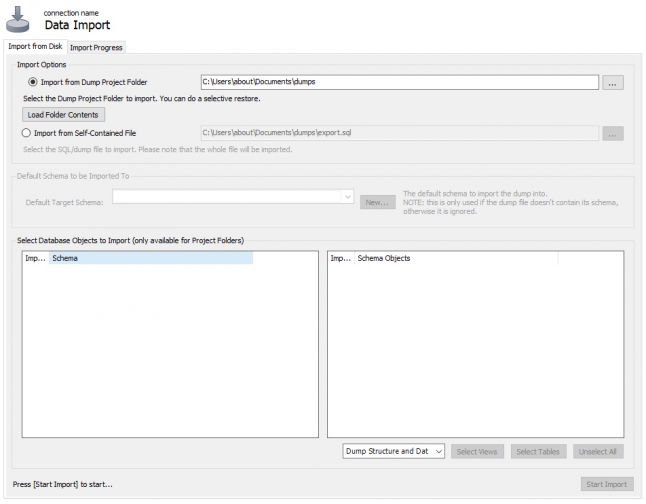 connection name
Data Import
Import from Disk Import Progress
Import Options
Import from Dump Project Folder C:\Users\about\Documents\dumps ...
Select the Dump Project Folder to import. You can do a selective restore.
Load Folder Contents
Import from Self-Contained File C:\Users\about\Documents\dumps\export.sql ...
Select the SQL/dump file to import. Please note that the whole file will be imported.
Default Schema to be Imported To
Default Target Schema: New...
The default schema to import the dump into.
NOTE: this is only used if the dump file doesn't contain its schema,
otherwise it is ignored.
Select Database Objects to Import (only available for Project Folders)
Imp... Schema Imp... Schema Objects
Dump Structure and Dat Select Views Select Tables Unselect All
Press [Start Import] to start... Start Import